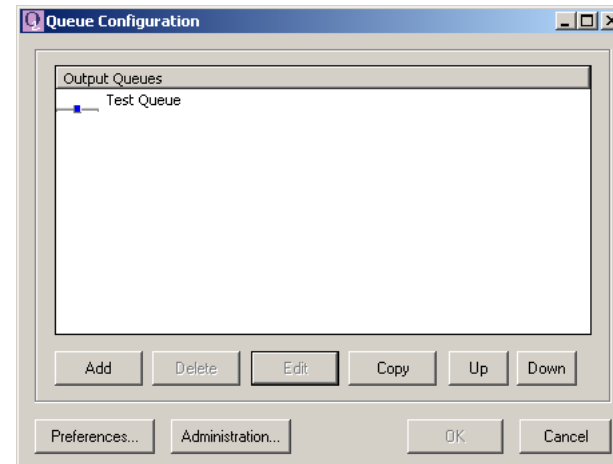 Queue Configuration
Output Queues
Test Queue
Add Delete Edit Copy Up Down
Preferences... Administration... OK Cancel